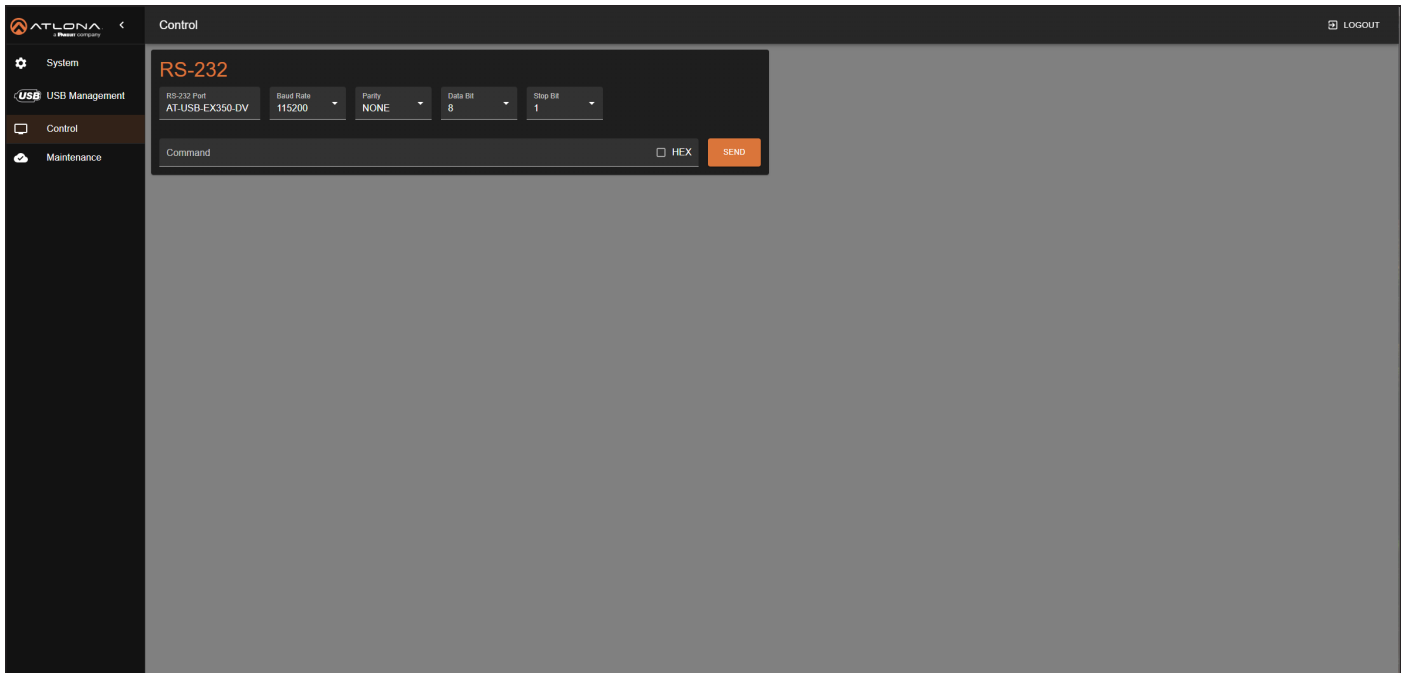 ATLONA
a Panduit company
Control
LOGOUT
System
USB USB Management
Control
Maintenance
RS-232
RS-232 Port
AT-USB-EX350-DV
Baud Rate
115200
Parity
NONE
Data Bit
8
Stop Bit
1
Command
HEX
SEND